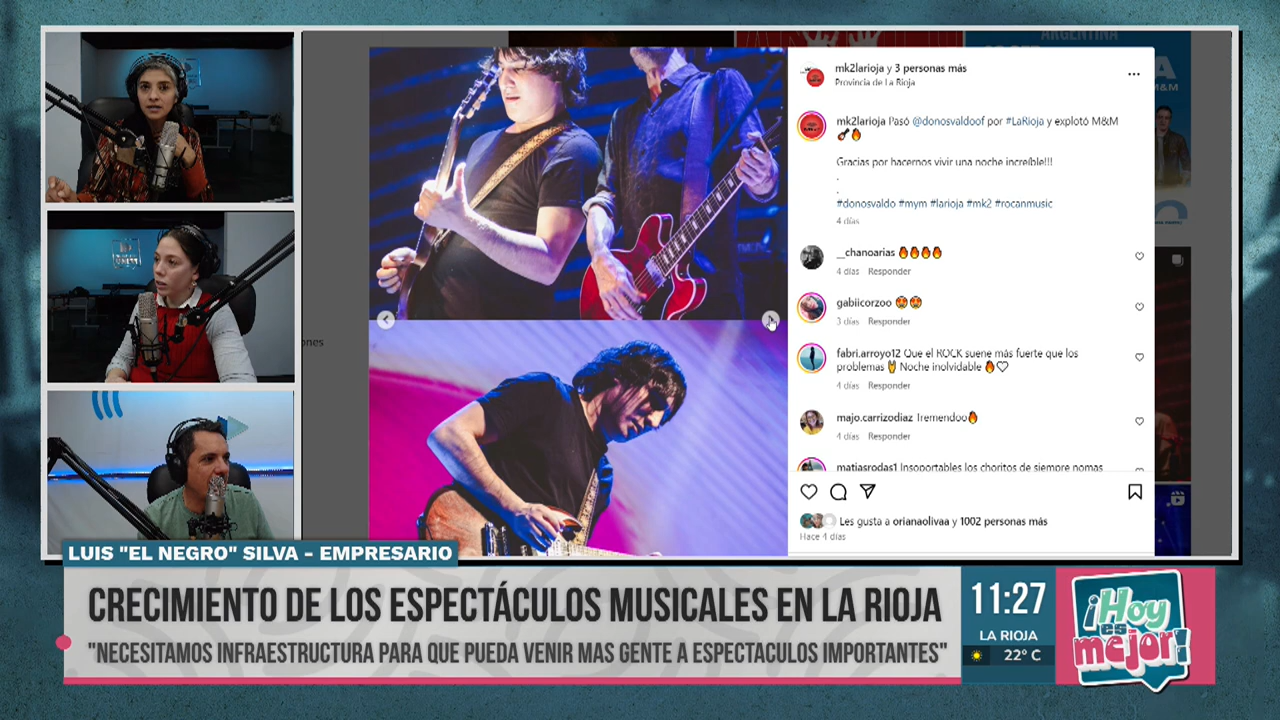 ARGENTINA
mk2larioja y 3 personas más
Provincia de La Rioja
mk2larioja Pasó @donosvaldoof por #LaRioja y explotó M&M
Gracias por hacernos vivir una noche increíble!!!
.
.
#donosvaldo #mym #larioja #mk2 #rocanmusic
4 días
__chanoarias
4 días Responder
gabiicorzoo
3 días Responder
fabri.arroyo12 Que el ROCK suene más fuerte que los
problemas Noche inolvidable
4 días Responder
majo.carrizodiaz Tremendoo
4 días Responder
matiasrodas1 Insoportables los choritos de siempre nomas
Les gusta a orianaolivaa y 1002 personas más
Hace 4 días
ones
M&M
LUIS "EL NEGRO" SILVA - EMPRESARIO
CRECIMIENTO DE LOS ESPECTÁCULOS MUSICALES EN LA RIOJA
"NECESITAMOS INFRAESTRUCTURA PARA QUE PUEDA VENIR MAS GENTE A ESPECTACULOS IMPORTANTES"
11:27
LA RIOJA
22° C
¡Hoy
es
mejor!